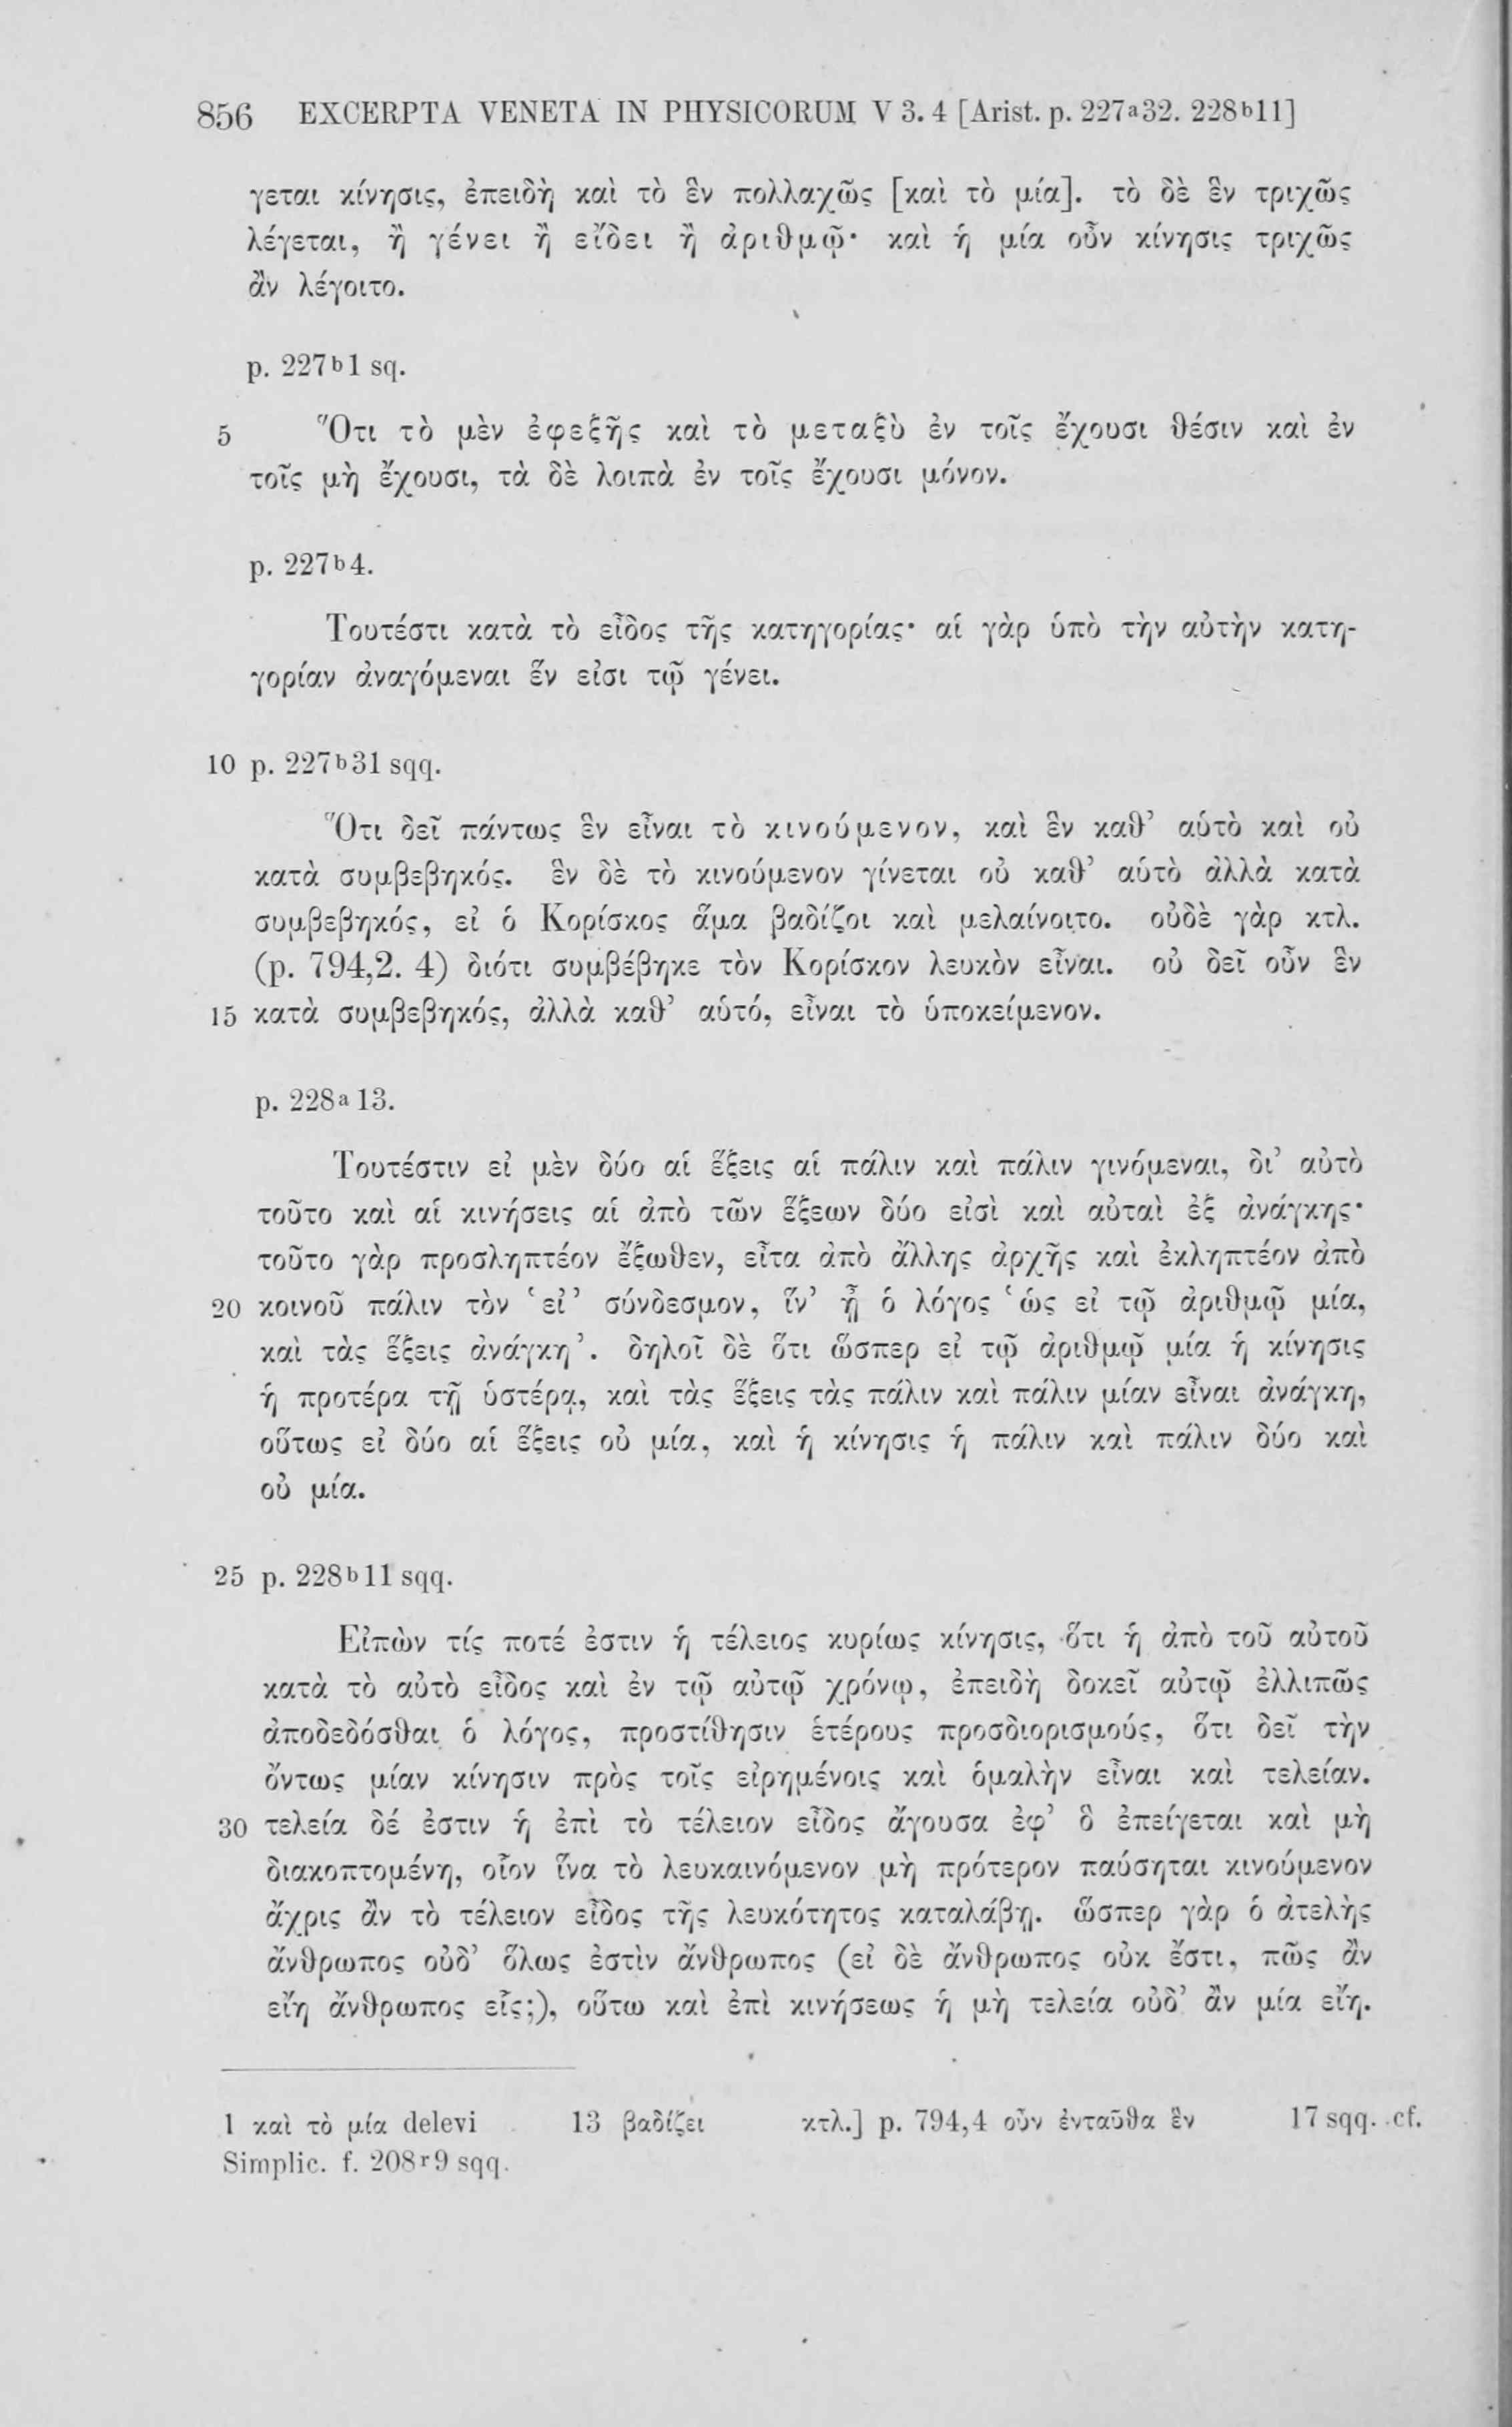 856 EXCERPTA VENETA IN PHYSICORUM V 3. 4 [Arist. p. 227a32. 228b11]
γεται κίνησις, ἐπειδὴ καὶ τὸ ἓν πολλαχῶς [καὶ τὸ μία]. τὸ δὲ ἓν τριχῶς
λέγεται, ἢ γένει ἢ εἴδει ἢ ἀριθμῷ· καὶ ἡ μία οὖν κίνησις τριχῶς
ἂν λέγοιτο.
p. 227b1 sq.
5 Ὅτι τὸ μὲν ἐφεξῆς καὶ τὸ μεταξὺ ἐν τοῖς ἔχουσι θέσιν καὶ ἐν
τοῖς μὴ ἔχουσι, τὰ δὲ λοιπὰ ἐν τοῖς ἔχουσι μόνον.
p. 227b4.
Τουτέστι κατὰ τὸ εἶδος τῆς κατηγορίας· αἱ γὰρ ὑπὸ τὴν αὐτὴν κατη-
γορίαν ἀναγόμεναι ἕν εἰσι τῷ γένει.
10 p. 227b31 sqq.
Ὅτι δεῖ πάντως ἓν εἶναι τὸ κινούμενον, καὶ ἓν καθ’ αὑτὸ καὶ οὐ
κατὰ συμβεβηκός. ἓν δὲ τὸ κινούμενον γίνεται οὐ καθ’ αὑτὸ ἀλλὰ κατὰ
συμβεβηκός, εἰ ὁ Κορίσκος ἅμα βαδίζοι καὶ μελαίνοιτο. οὐδὲ γὰρ κτλ.
(p. 794,2. 4) διότι συμβέβηκε τὸν Κορίσκον λευκὸν εἶναι. οὐ δεῖ οὖν ἓν
15 κατὰ συμβεβηκός, ἀλλὰ καθ’ αὑτό, εἶναι τὸ ὑποκείμενον.
p. 228a13.
Τουτέστιν εἰ μὲν δύο αἱ ἕξεις αἱ πάλιν καὶ πάλιν γινόμεναι, δι’ αὐτὸ
τοῦτο καὶ αἱ κινήσεις αἱ ἀπὸ τῶν ἕξεων δύο εἰσὶ καὶ αὐταὶ ἐξ ἀνάγκης·
τοῦτο γὰρ προσληπτέον ἔξωθεν, εἶτα ἀπὸ ἄλλης ἀρχῆς καὶ ἐκληπτέον ἀπὸ
20 κοινοῦ πάλιν τὸν ‘εἰ’ σύνδεσμον, ἵν’ ᾖ ὁ λόγος ‘ὡς εἰ τῷ ἀριθμῷ μία,
καὶ τὰς ἕξεις ἀνάγκη’. δηλοῖ δὲ ὅτι ὥσπερ εἰ τῷ ἀριθμῷ μία ἡ κίνησις
ἡ προτέρα τῇ ὑστέρᾳ, καὶ τὰς ἕξεις τὰς πάλιν καὶ πάλιν μίαν εἶναι ἀνάγκη,
οὕτως εἰ δύο αἱ ἕξεις οὐ μία, καὶ ἡ κίνησις ἡ πάλιν καὶ πάλιν δύο καὶ
οὐ μία.
25 p. 228b11 sqq.
Εἰπὼν τίς ποτέ ἐστιν ἡ τέλειος κυρίως κίνησις, ὅτι ἡ ἀπὸ τοῦ αὐτοῦ
κατὰ τὸ αὐτὸ εἶδος καὶ ἐν τῷ αὐτῷ χρόνῳ, ἐπειδὴ δοκεῖ αὐτῷ ἐλλιπῶς
ἀποδεδόσθαι ὁ λόγος, προστίθησιν ἑτέρους προσδιορισμούς, ὅτι δεῖ τὴν
ὄντως μίαν κίνησιν πρὸς τοῖς εἰρημένοις καὶ ὁμαλὴν εἶναι καὶ τελείαν.
30 τελεία δέ ἐστιν ἡ ἐπὶ τὸ τέλειον εἶδος ἄγουσα ἐφ’ ὃ ἐπείγεται καὶ μὴ
διακοπτομένη, οἷον ἵνα τὸ λευκαινόμενον μὴ πρότερον παύσηται κινούμενον
ἄχρις ἂν τὸ τέλειον εἶδος τῆς λευκότητος καταλάβῃ. ὥσπερ γὰρ ὁ ἀτελὴς
ἄνθρωπος οὐδ’ ὅλως ἐστὶν ἄνθρωπος (εἰ δὲ ἄνθρωπος οὐκ ἔστι, πῶς ἂν
εἴη ἄνθρωπος εἷς;), οὕτω καὶ ἐπὶ κινήσεως ἡ μὴ τελεία οὐδ’ ἂν μία εἴη.
1 καὶ τὸ μία delevi 13 βαδίζει κτλ.] p. 794,4 οὖν ἐνταῦθα ἓν 17 sqq. cf.
Simplic. f. 208r9 sqq.